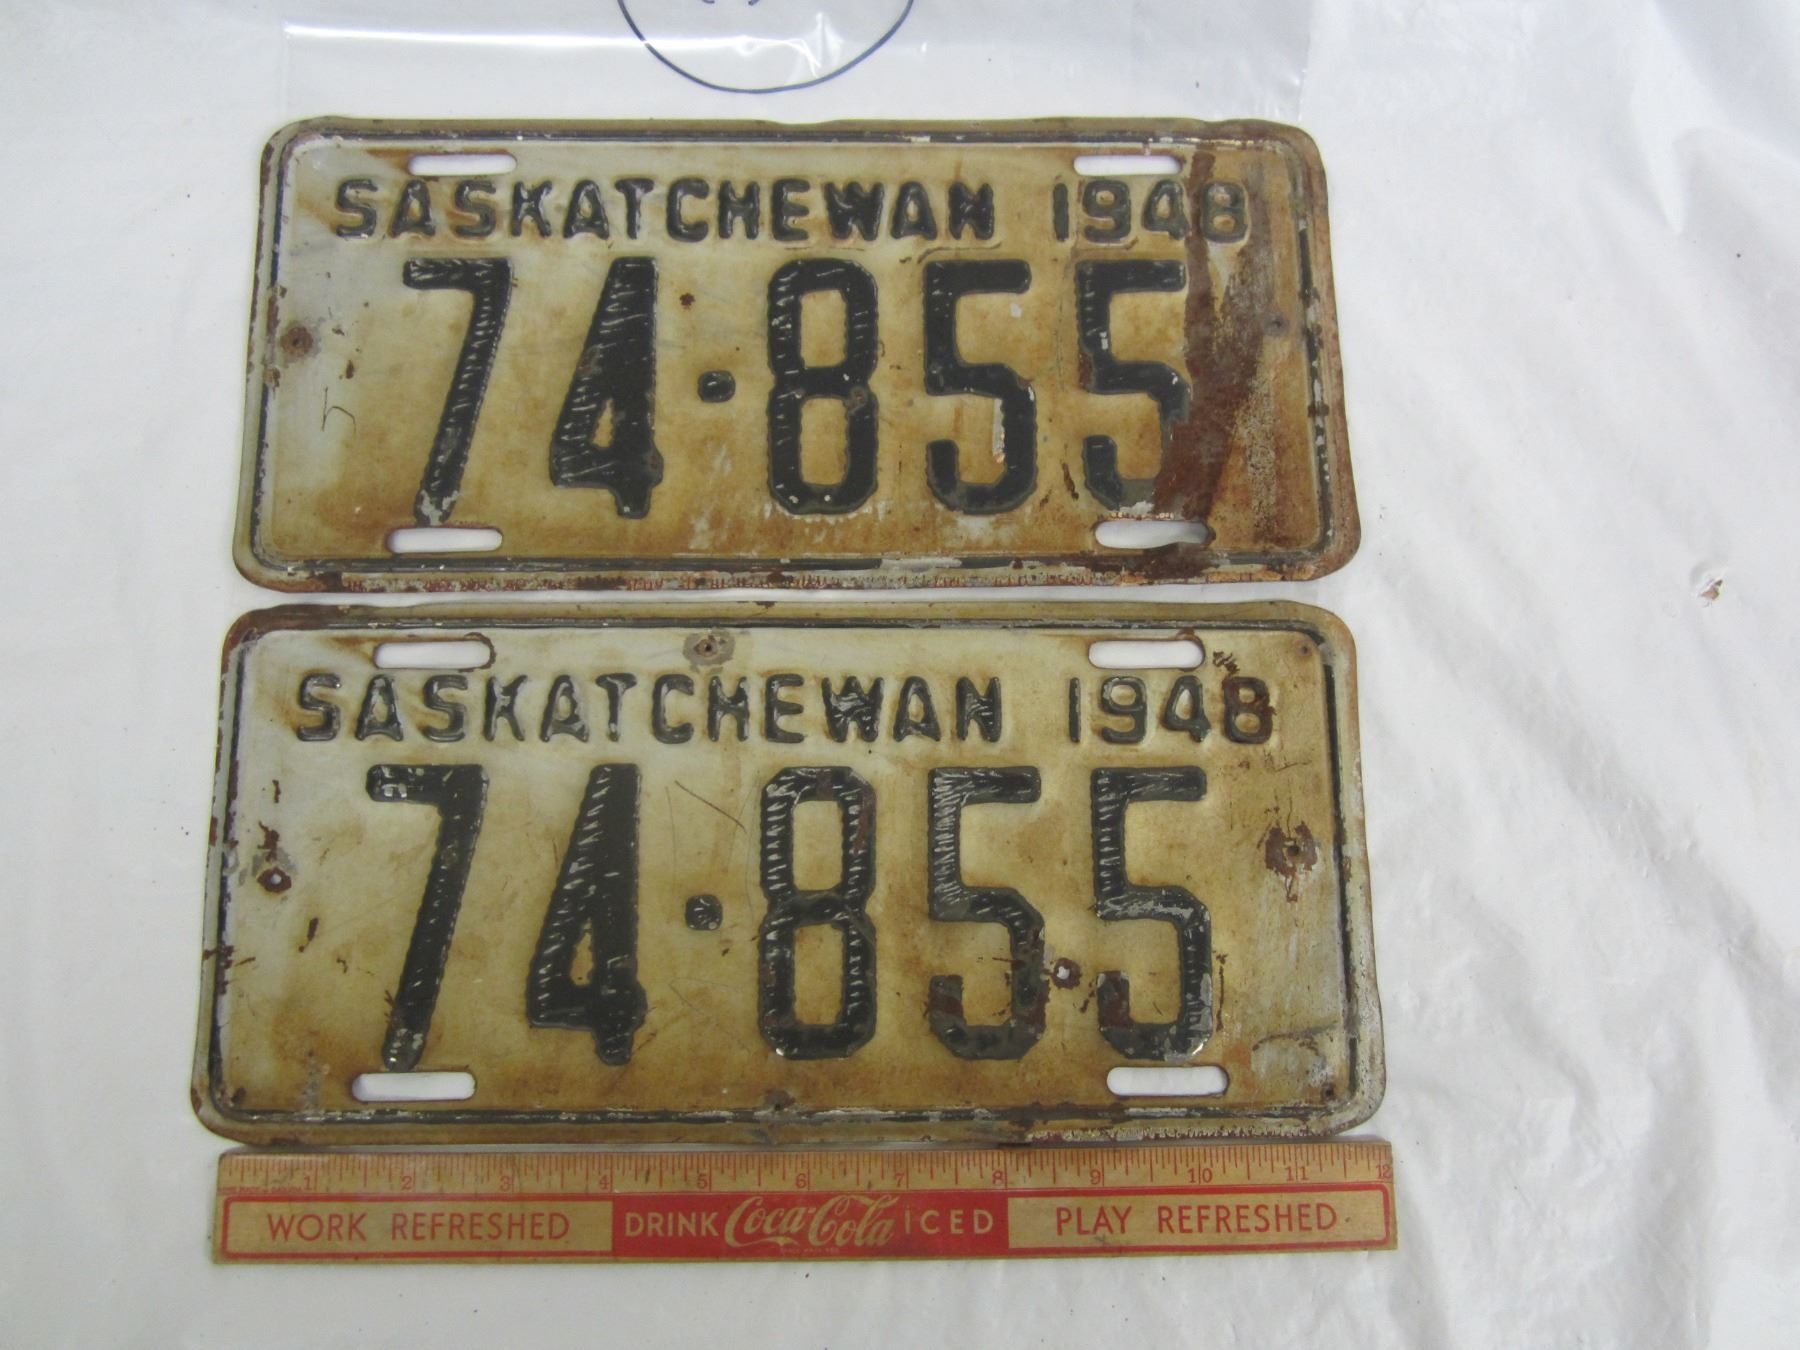 SASKATCHEWAN 1948
74·855
SASKATCHEWAN 1948
74·855
1 2 3 4 5 6 7 8 9 10 11 12
WORK REFRESHED DRINK Coca-Cola ICED PLAY REFRESHED